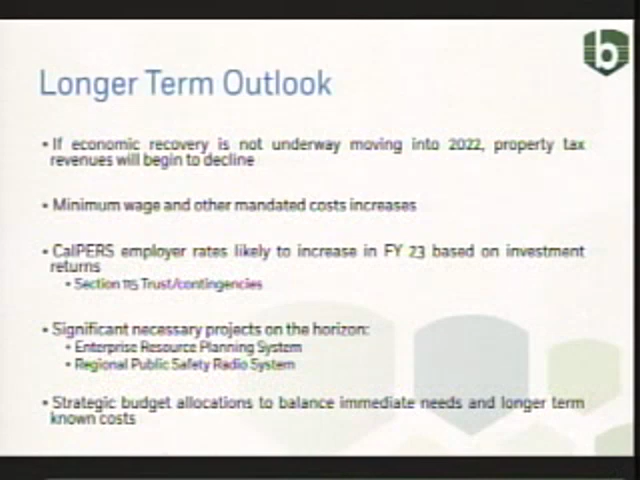 b
Longer Term Outlook
• If economic recovery is not underway moving into 2022, property tax
revenues will begin to decline
• Minimum wage and other mandated costs increases
• CalPERS employer rates likely to increase in FY 23 based on investment
returns
• Section 115 Trust/contingencies
• Significant necessary projects on the horizon:
• Enterprise Resource Planning System
• Regional Public Safety Radio System
• Strategic budget allocations to balance immediate needs and longer term
known costs